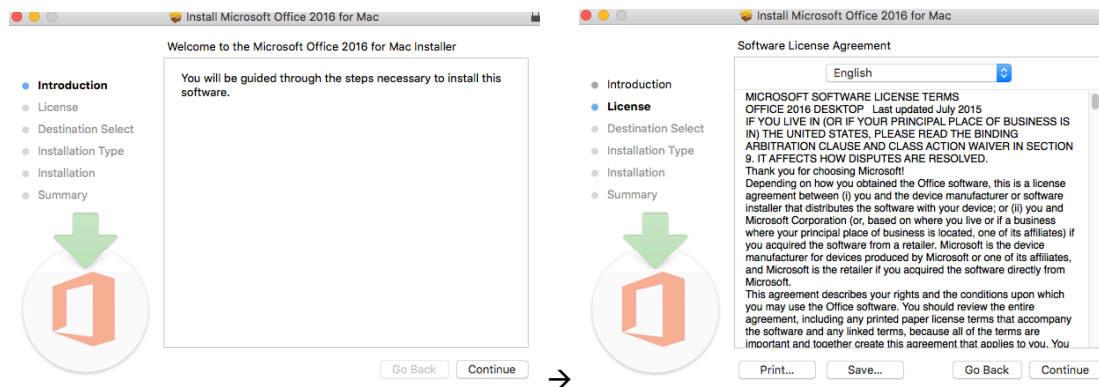 Install Microsoft Office 2016 for Mac
Welcome to the Microsoft Office 2016 for Mac Installer
Introduction
License
Destination Select
Installation Type
Installation
Summary
You will be guided through the steps necessary to install this
software.
Go Back
Continue
→
Install Microsoft Office 2016 for Mac
Software License Agreement
Introduction
License
Destination Select
Installation Type
Installation
Summary
English
MICROSOFT SOFTWARE LICENSE TERMS
OFFICE 2016 DESKTOP Last updated July 2015
IF YOU LIVE IN (OR IF YOUR PRINCIPAL PLACE OF BUSINESS IS
IN) THE UNITED STATES, PLEASE READ THE BINDING
ARBITRATION CLAUSE AND CLASS ACTION WAIVER IN SECTION
9. IT AFFECTS HOW DISPUTES ARE RESOLVED.
Thank you for choosing Microsoft!
Depending on how you obtained the Office software, this is a license
agreement between (i) you and the device manufacturer or software
installer that distributes the software with your device; or (ii) you and
Microsoft Corporation (or, based on where you live or if a business
where your principal place of business is located, one of its affiliates) if
you acquired the software from a retailer. Microsoft is the device
manufacturer for devices produced by Microsoft or one of its affiliates,
and Microsoft is the retailer if you acquired the software directly from
Microsoft.
This agreement describes your rights and the conditions upon which
you may use the Office software. You should review the entire
agreement, including any printed paper license terms that accompany
the software and any linked terms, because all of the terms are
important and together create this agreement that applies to you. You
Print...
Save...
Go Back
Continue